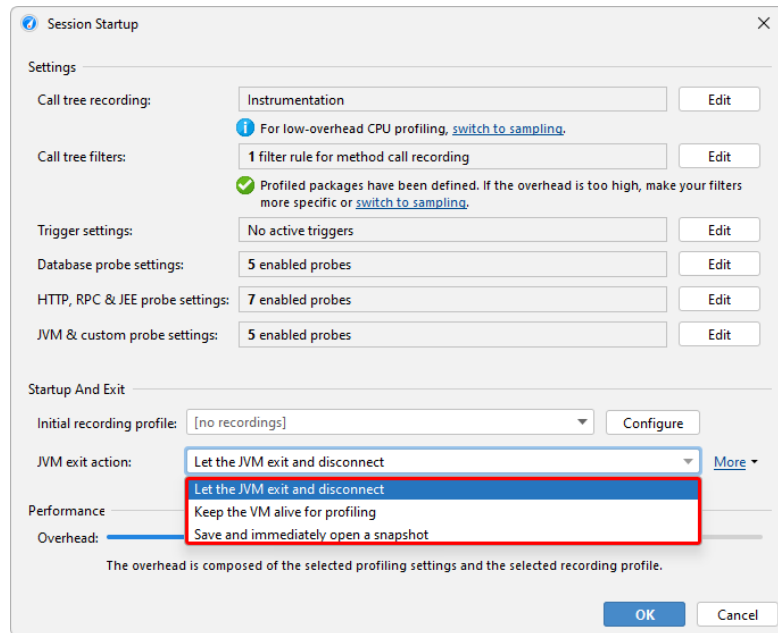 Session Startup
Settings
Call tree recording: Instrumentation Edit
For low-overhead CPU profiling, switch to sampling.
Call tree filters: 1 filter rule for method call recording Edit
Profiled packages have been defined. If the overhead is too high, make your filters
more specific or switch to sampling.
Trigger settings: No active triggers Edit
Database probe settings: 5 enabled probes Edit
HTTP, RPC & JEE probe settings: 7 enabled probes Edit
JVM & custom probe settings: 5 enabled probes Edit
Startup And Exit
Initial recording profile: [no recordings] Configure
JVM exit action: Let the JVM exit and disconnect More
Let the JVM exit and disconnect
Keep the VM alive for profiling
Performance
Save and immediately open a snapshot
Overhead:
The overhead is composed of the selected profiling settings and the selected recording profile.
OK Cancel